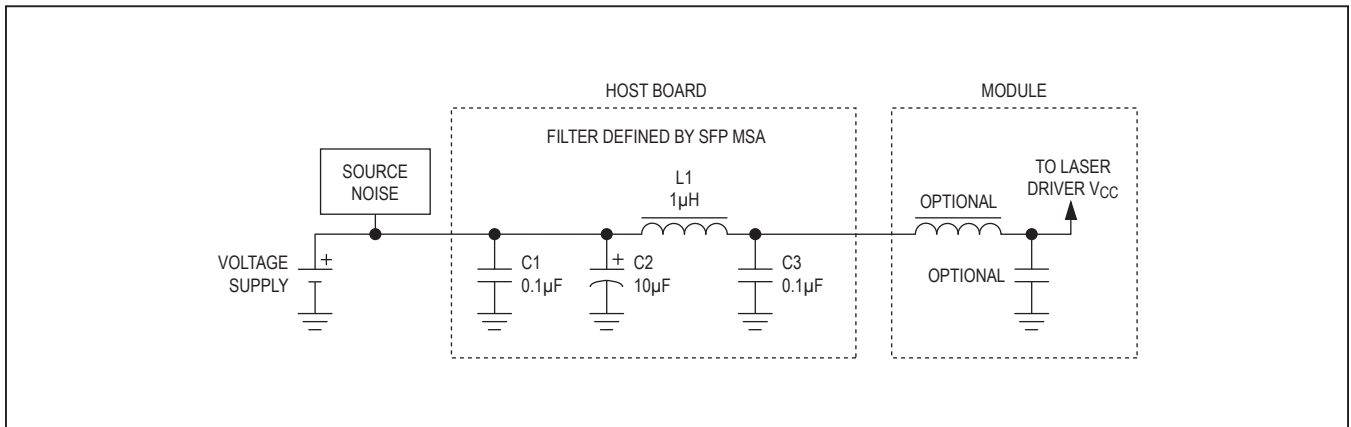 HOST BOARD
MODULE
FILTER DEFINED BY SFP MSA
SOURCE
NOISE
L1
1μH
TO LASER
DRIVER VCC
OPTIONAL
VOLTAGE
SUPPLY
+
C1
0.1μF
+
C2
10μF
C3
0.1μF
OPTIONAL